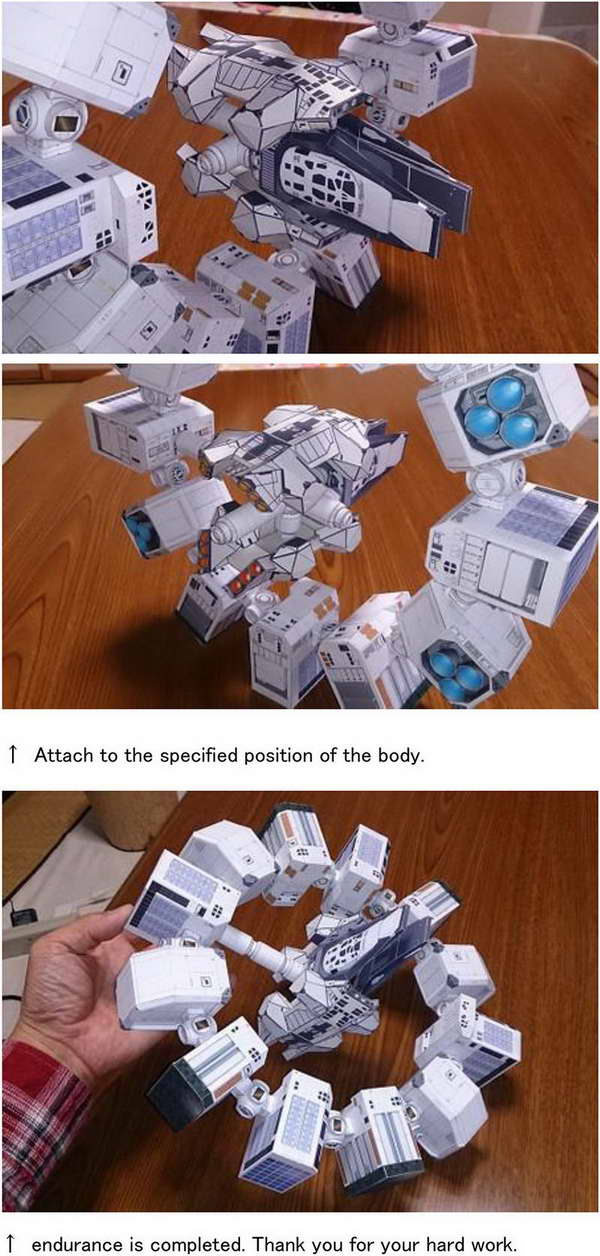 ↑ Attach to the specified position of the body.
↑ endurance is completed. Thank you for your hard work.